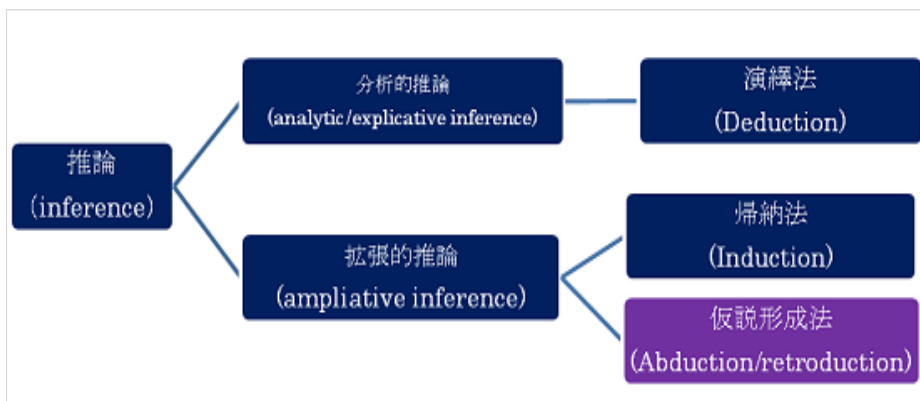 推論
(inference)
分析的推論
(analytic/explicative inference)
演繹法
(Deduction)
拡張的推論
(ampliative inference)
帰納法
(Induction)
仮説形成法
(Abduction/retroduction)